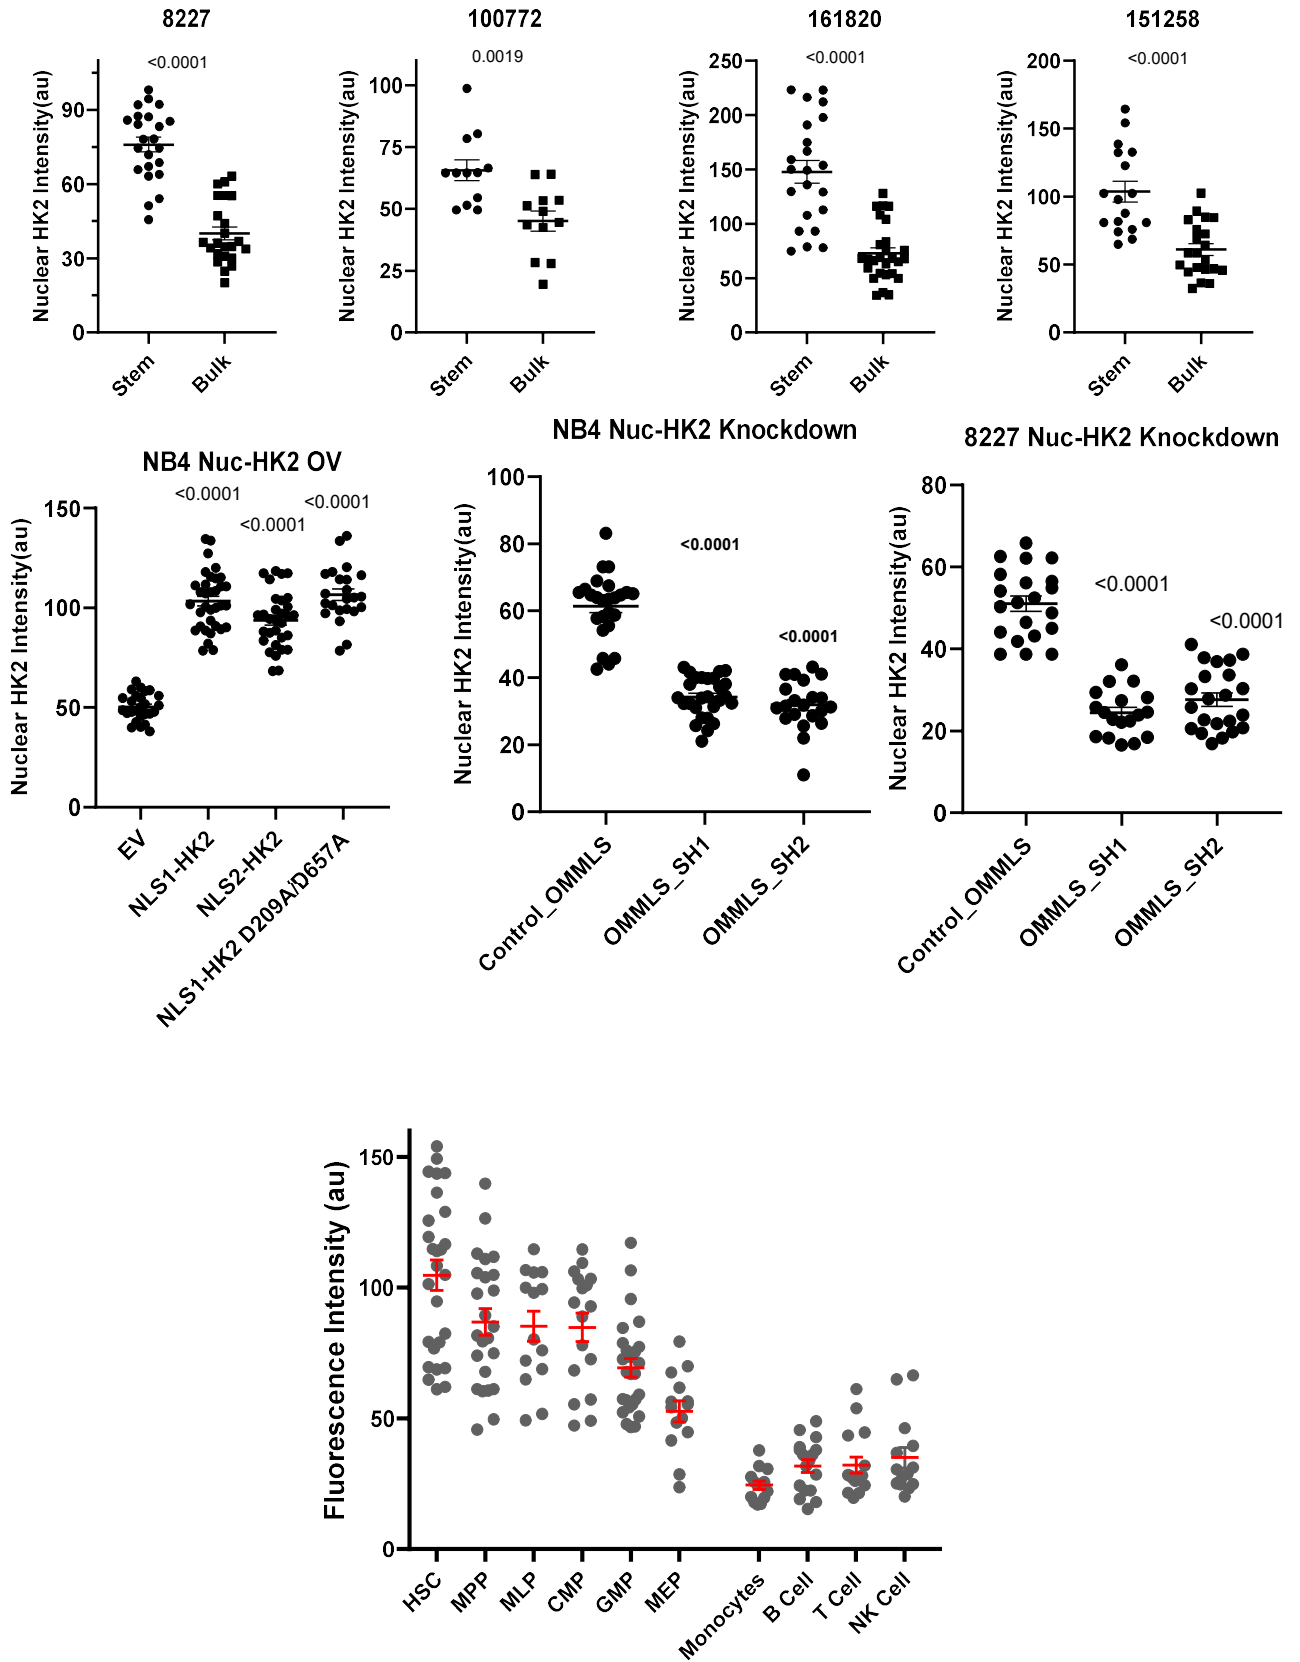 8227
<0.0001
Nuclear HK2 Intensity(au)
90
60
30
0
Stem
Bulk
100772
0.0019
Nuclear HK2 Intensity(au)
100
75
50
25
0
Stem
Bulk
161820
<0.0001
Nuclear HK2 Intensity(au)
250
200
150
100
50
0
Stem
Bulk
151258
<0.0001
Nuclear HK2 Intensity(au)
200
150
100
50
0
Stem
Bulk
NB4 Nuc-HK2 OV
<0.0001
<0.0001
<0.0001
Nuclear HK2 Intensity(au)
150
100
50
0
EV
NLS1-HK2
NLS2-HK2
NLS1-HK2 D209A/D657A
NB4 Nuc-HK2 Knockdown
<0.0001
<0.0001
Nuclear HK2 Intensity(au)
100
80
60
40
20
0
Control_OMMLS
OMMLS_SH1
OMMLS_SH2
8227 Nuc-HK2 Knockdown
<0.0001
<0.0001
Nuclear HK2 Intensity(au)
80
60
40
20
0
Control_OMMLS
OMMLS_SH1
OMMLS_SH2
Fluorescence Intensity (au)
150
100
50
0
HSC
MPP
MLP
CMP
GMP
MEP
Monocytes
B Cell
T Cell
NK Cell